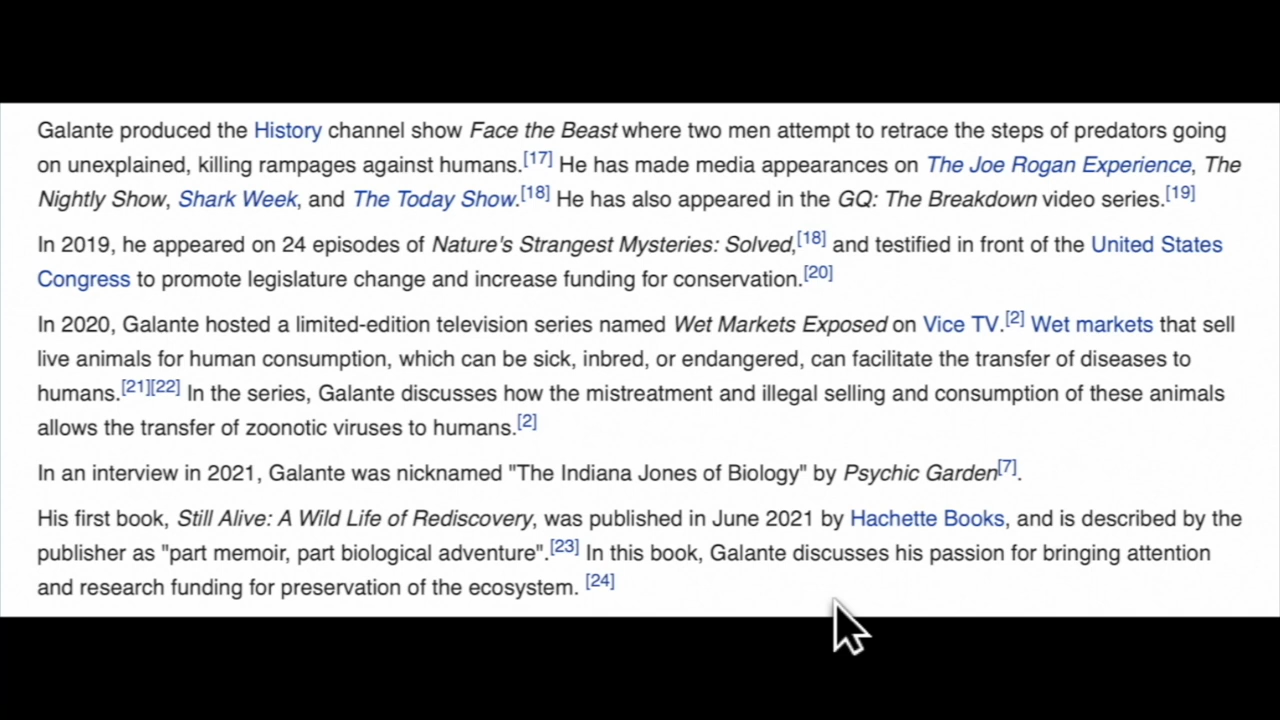 Galante produced the History channel show Face the Beast where two men attempt to retrace the steps of predators going
on unexplained, killing rampages against humans.[17] He has made media appearances on The Joe Rogan Experience, The
Nightly Show, Shark Week, and The Today Show.[18] He has also appeared in the GQ: The Breakdown video series.[19]
In 2019, he appeared on 24 episodes of Nature's Strangest Mysteries: Solved,[18] and testified in front of the United States
Congress to promote legislature change and increase funding for conservation.[20]
In 2020, Galante hosted a limited-edition television series named Wet Markets Exposed on Vice TV.[2] Wet markets that sell
live animals for human consumption, which can be sick, inbred, or endangered, can facilitate the transfer of diseases to
humans.[21][22] In the series, Galante discusses how the mistreatment and illegal selling and consumption of these animals
allows the transfer of zoonotic viruses to humans.[2]
In an interview in 2021, Galante was nicknamed "The Indiana Jones of Biology" by Psychic Garden[7].
His first book, Still Alive: A Wild Life of Rediscovery, was published in June 2021 by Hachette Books, and is described by the
publisher as "part memoir, part biological adventure".[23] In this book, Galante discusses his passion for bringing attention
and research funding for preservation of the ecosystem. [24]